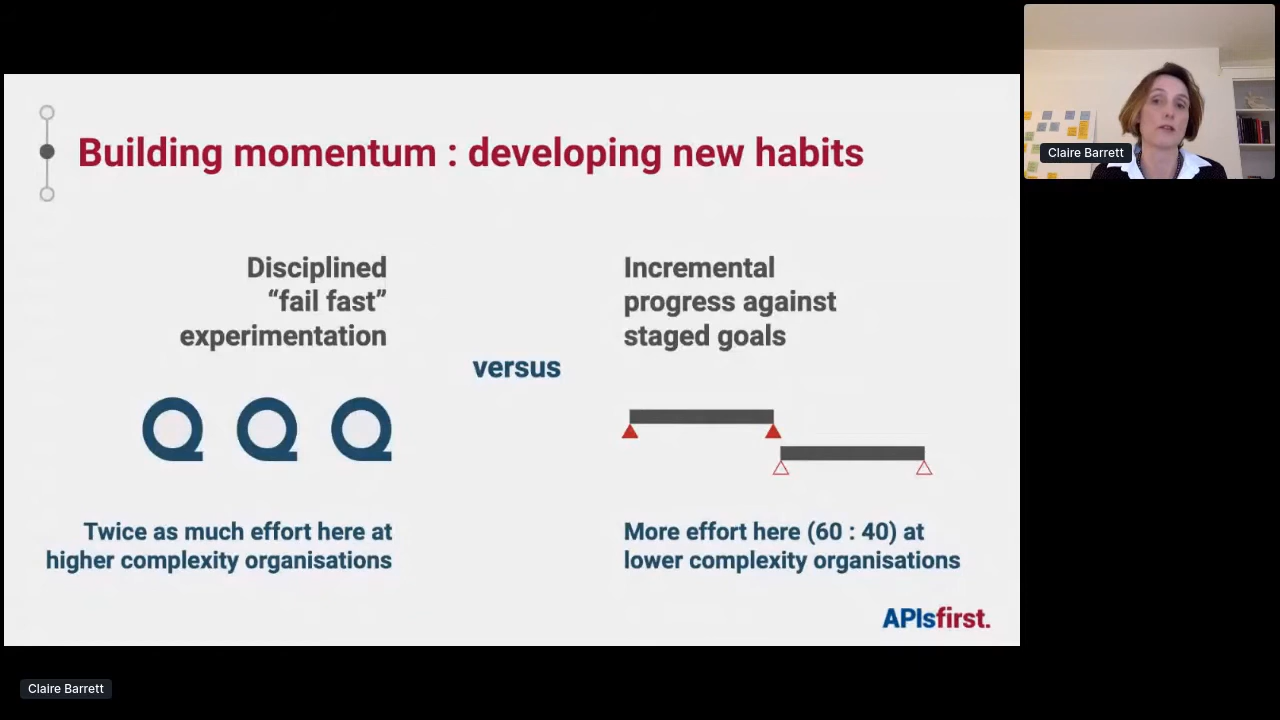 Building momentum : developing new habits
Disciplined
“fail fast”
experimentation
versus
Incremental
progress against
staged goals
Twice as much effort here at
higher complexity organisations
More effort here (60 : 40) at
lower complexity organisations
APIsfirst.
Claire Barrett
Claire Barrett